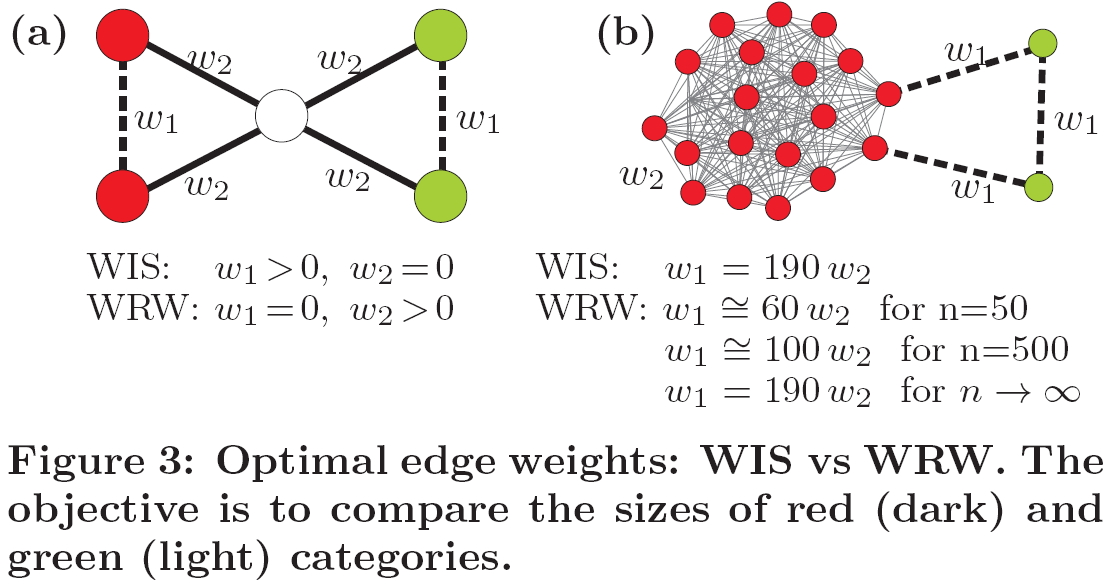 (a)
w₂ w₂
w₁ w₁
w₂ w₂
WIS: w₁ > 0, w₂ = 0
WRW: w₁ = 0, w₂ > 0
(b)
w₁
w₁
w₂ w₁
WIS: w₁ = 190 w₂
WRW: w₁ ≅ 60 w₂ for n=50
w₁ ≅ 100 w₂ for n=500
w₁ = 190 w₂ for n → ∞
Figure 3: Optimal edge weights: WIS vs WRW. The
objective is to compare the sizes of red (dark) and
green (light) categories.